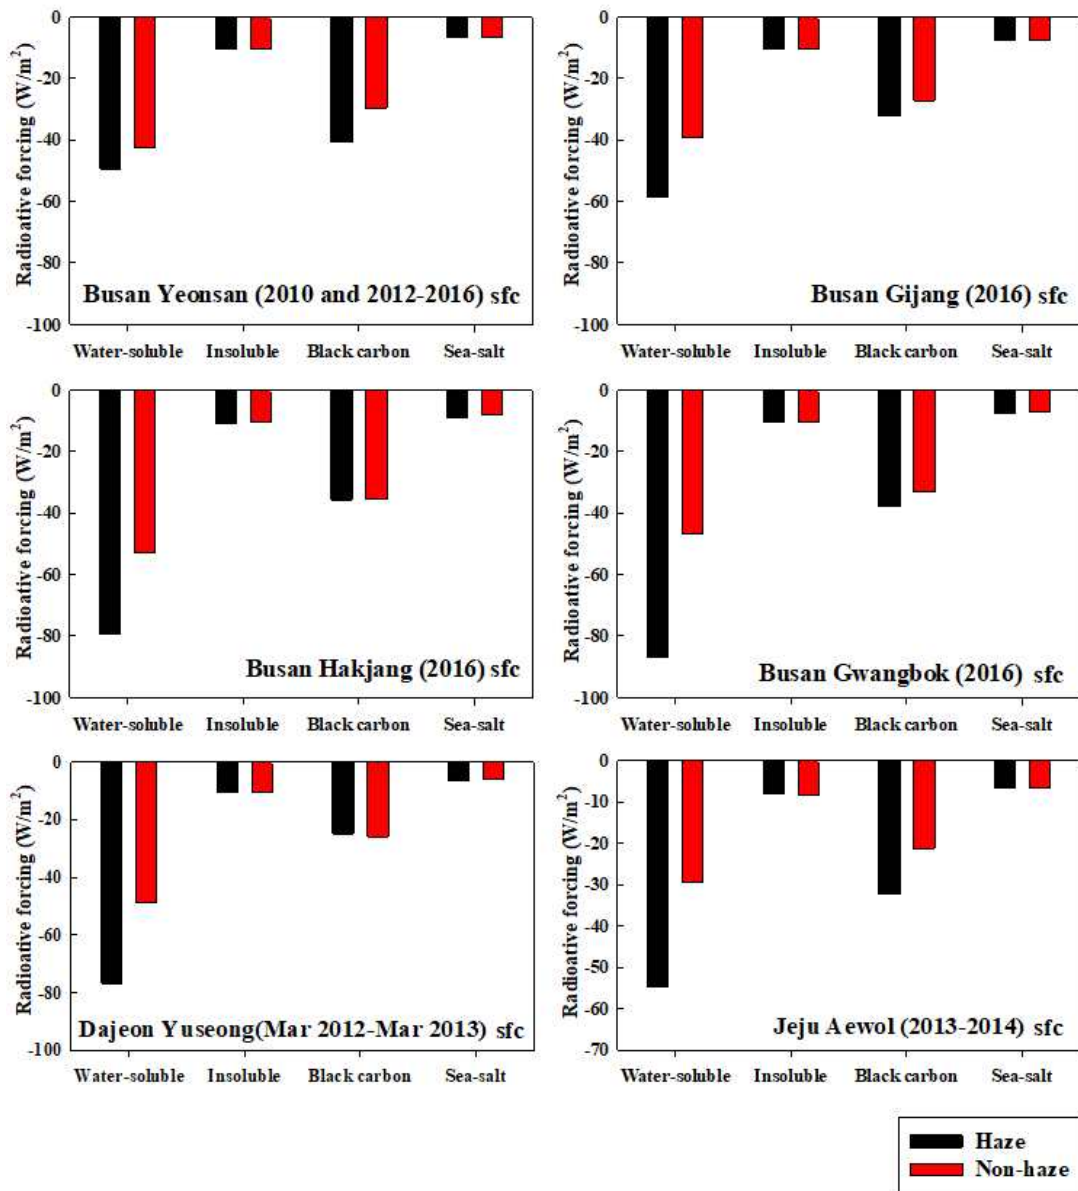 0
-20
-40
-60
-80
-100
Radioative forcing (W/m²)
Busan Yeonsan (2010 and 2012-2016) sfc
Water-soluble Insoluble Black carbon Sea-salt
0
-20
-40
-60
-80
-100
Radioative forcing (W/m²)
Busan Gijang (2016) sfc
Water-soluble Insoluble Black carbon Sea-salt
0
-20
-40
-60
-80
-100
Radioative forcing (W/m²)
Busan Hakjang (2016) sfc
Water-soluble Insoluble Black carbon Sea-salt
0
-20
-40
-60
-80
-100
Radioative forcing (W/m²)
Busan Gwangbok (2016) sfc
Water-soluble Insoluble Black carbon Sea-salt
0
-20
-40
-60
-80
-100
Radioative forcing (W/m²)
Dajeon Yuseong(Mar 2012-Mar 2013) sfc
Water-soluble Insoluble Black carbon Sea-salt
0
-10
-20
-30
-40
-50
-60
-70
Radioative forcing (W/m²)
Jeju Aewol (2013-2014) sfc
Water-soluble Insoluble Black carbon Sea-salt
Haze
Non-haze